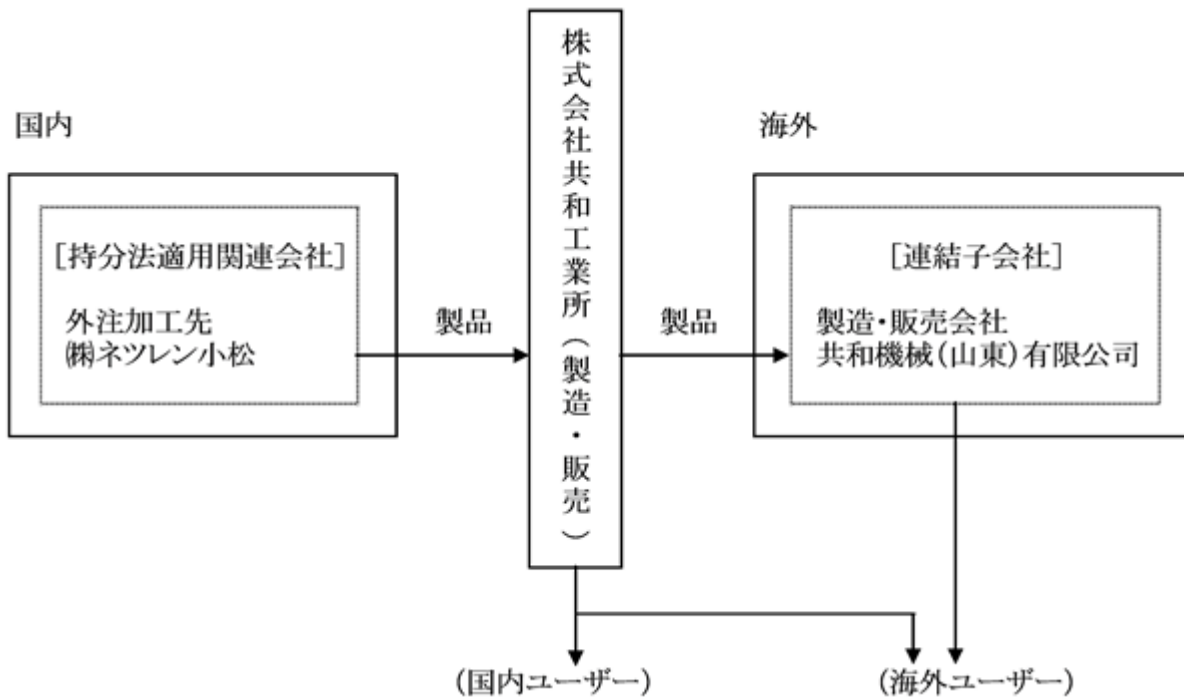 国内
[持分法適用関連会社]
外注加工先
㈱ネツレン小松
製品
株式会社共和工業所(製造・販売)
製品
海外
[連結子会社]
製造・販売会社
共和機械(山東)有限公司
(国内ユーザー)
(海外ユーザー)